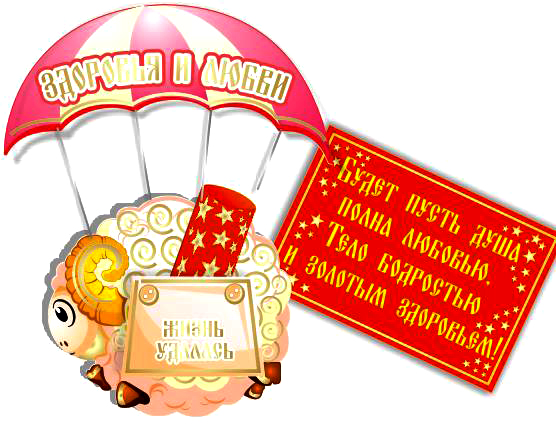 ЗДОРОВЬЯ И ЛЮБВИ
Будет пусть душа
полна любовью,
Тело бодростью
и золотым здоровьем!
ЖИЗНЬ
УДАЛАСЬ